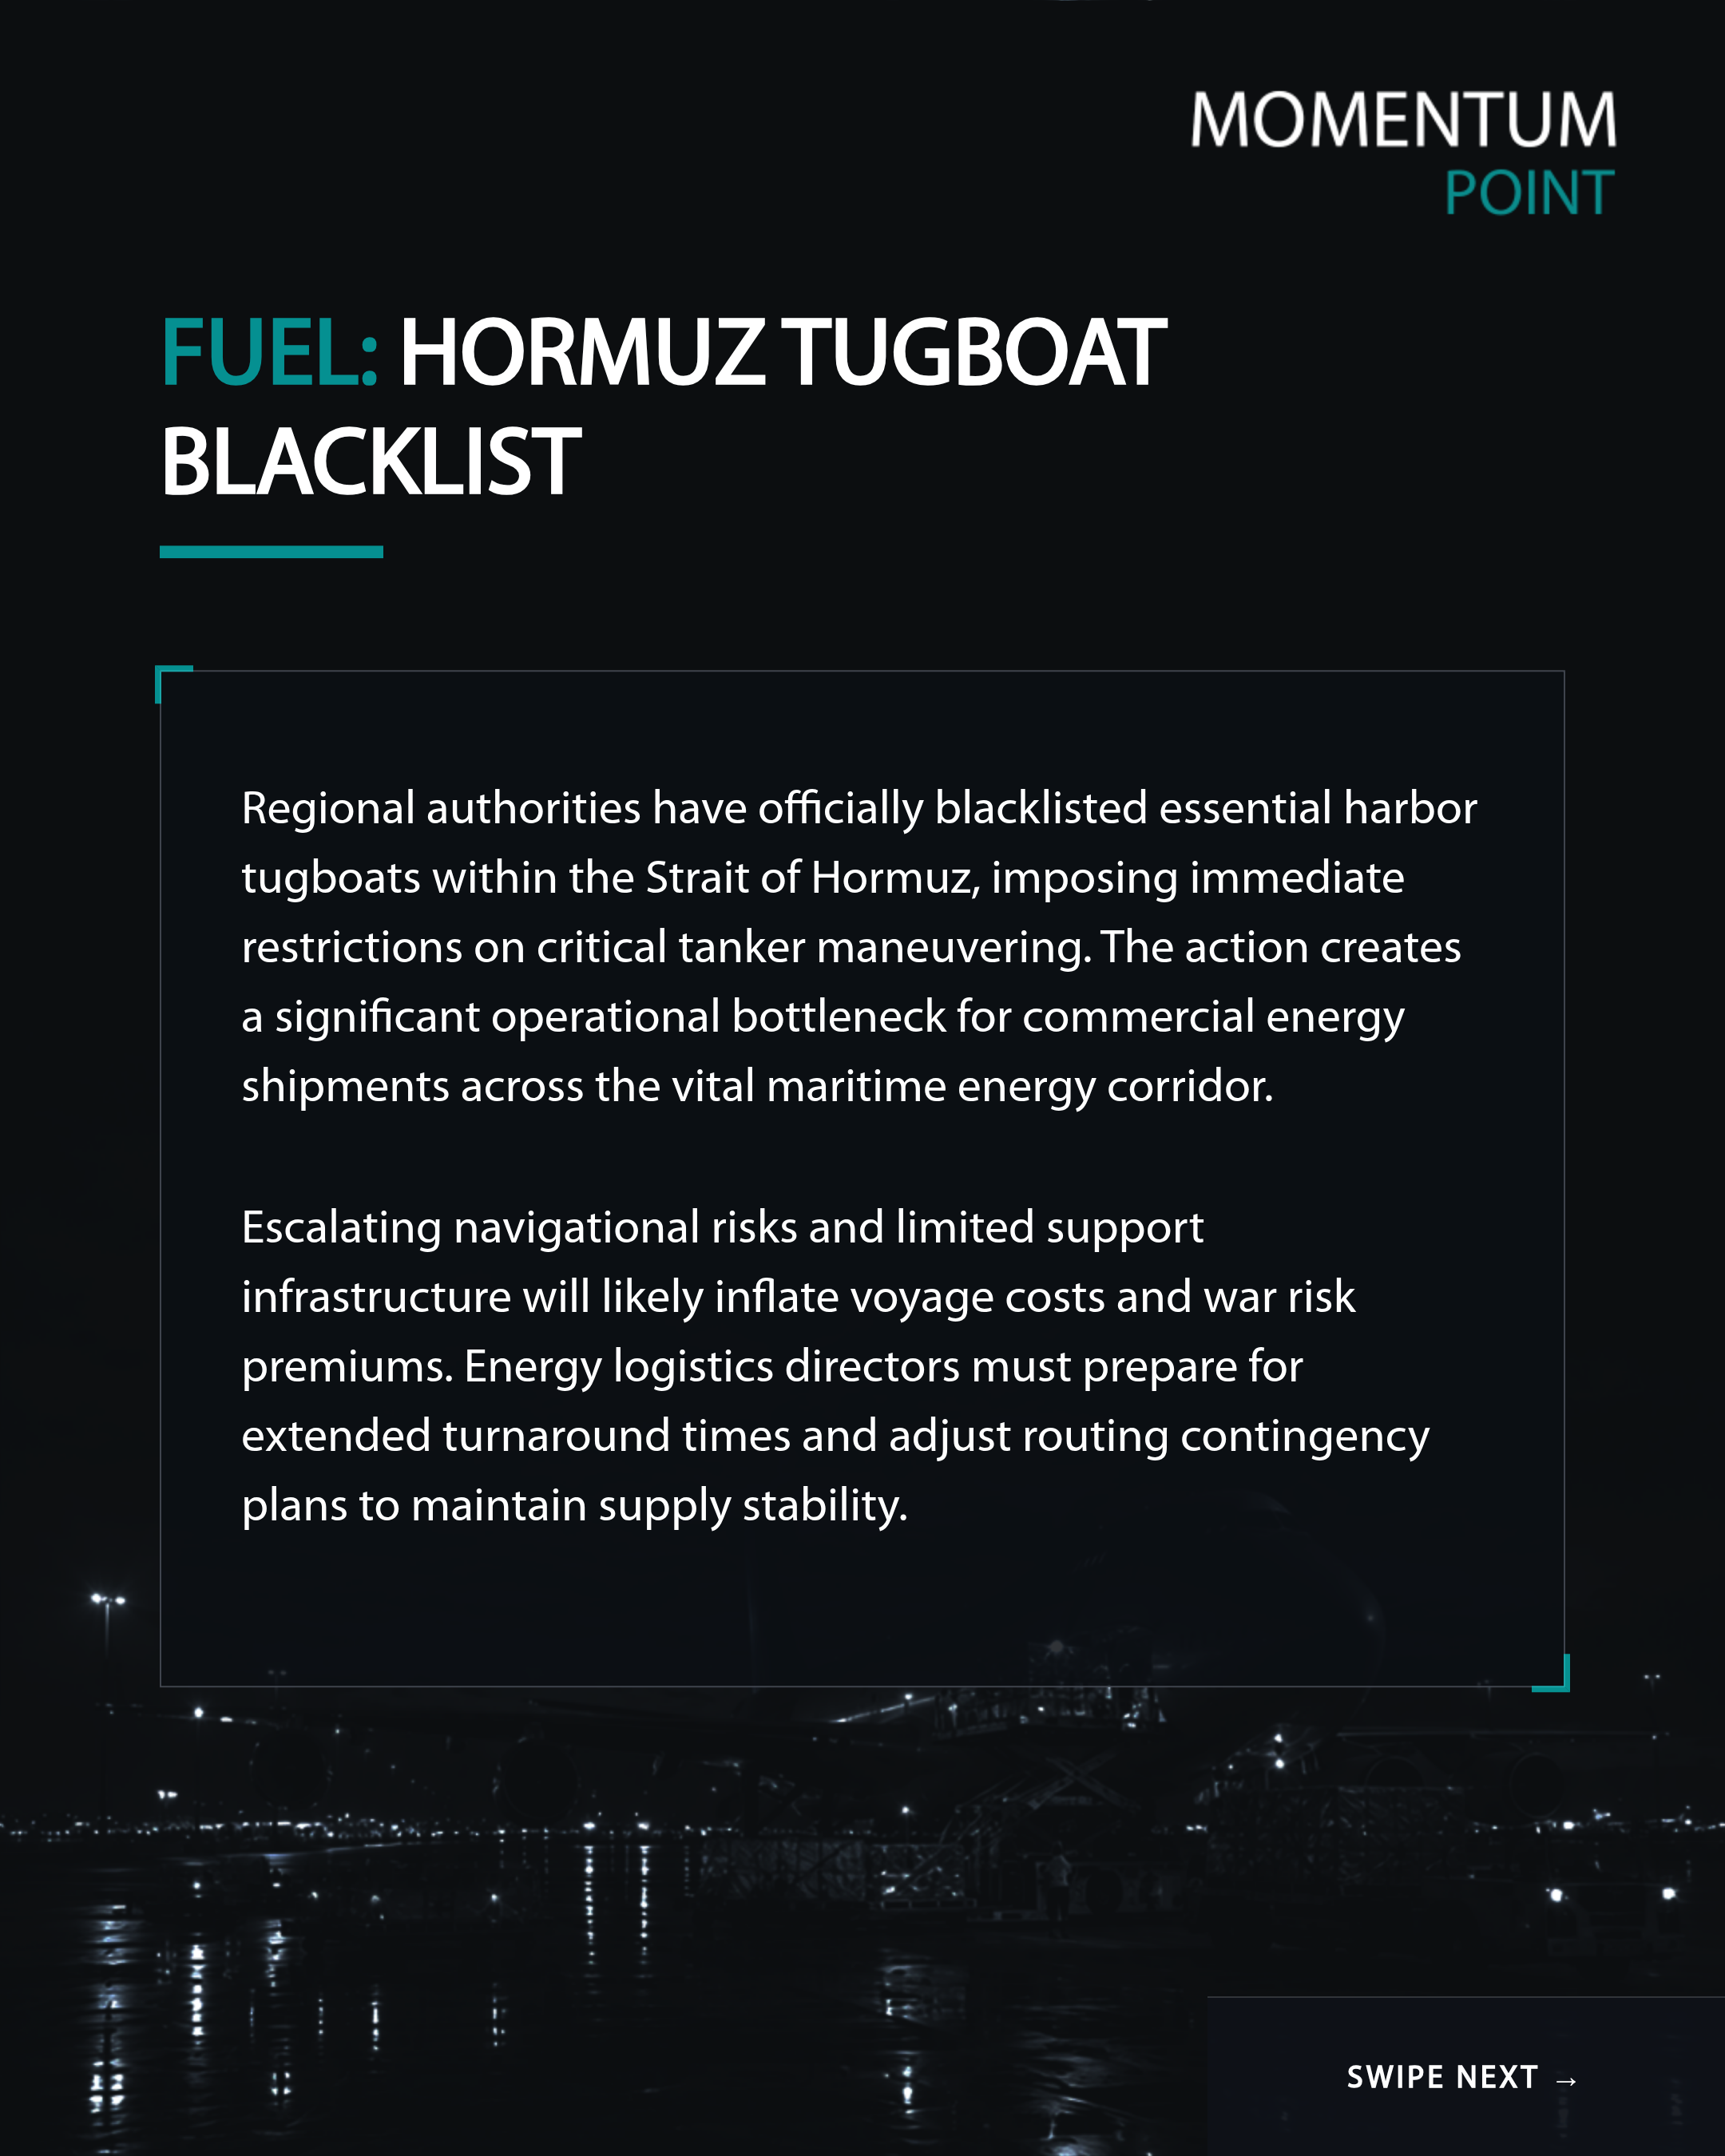 MOMENTUM
POINT
FUEL: HORMUZ TUGBOAT
BLACKLIST
Regional authorities have officially blacklisted essential harbor
tugboats within the Strait of Hormuz, imposing immediate
restrictions on critical tanker maneuvering. The action creates
a significant operational bottleneck for commercial energy
shipments across the vital maritime energy corridor.
Escalating navigational risks and limited support
infrastructure will likely inflate voyage costs and war risk
premiums. Energy logistics directors must prepare for
extended turnaround times and adjust routing contingency
plans to maintain supply stability.
SWIPE NEXT →